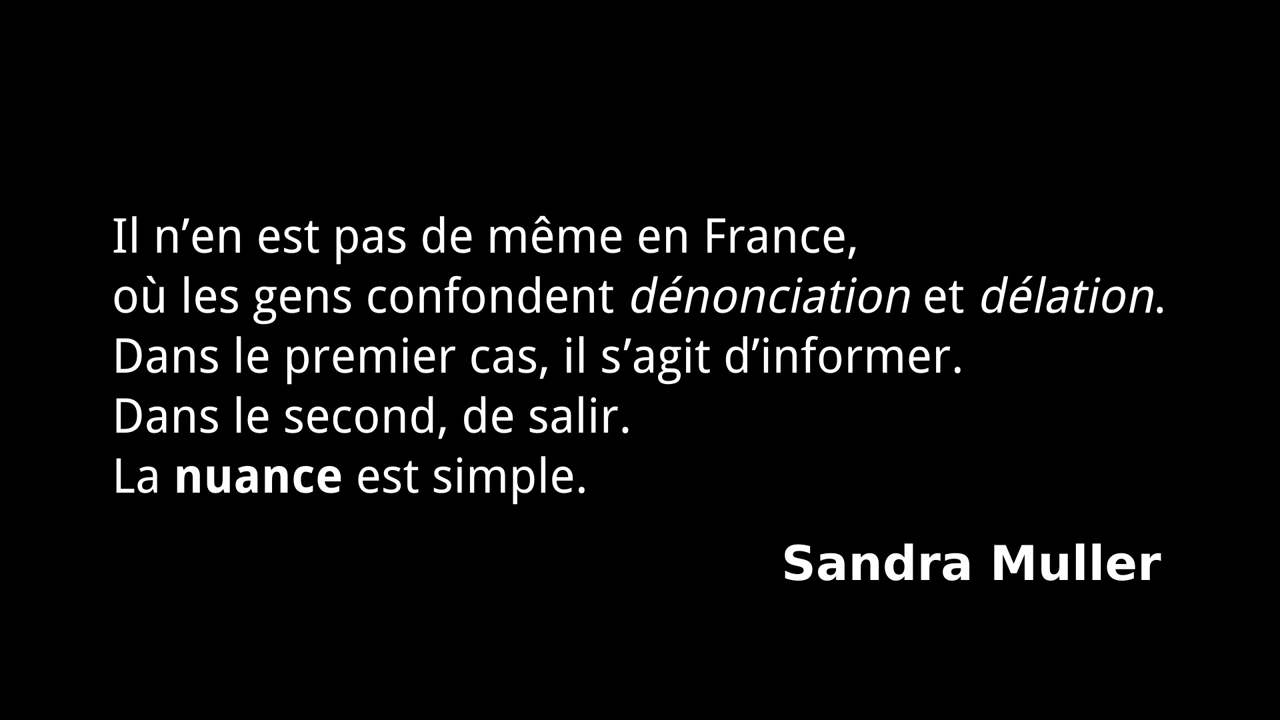 Il n’en est pas de même en France,
où les gens confondent dénonciation et délation.
Dans le premier cas, il s’agit d’informer.
Dans le second, de salir.
La nuance est simple.
Sandra Muller